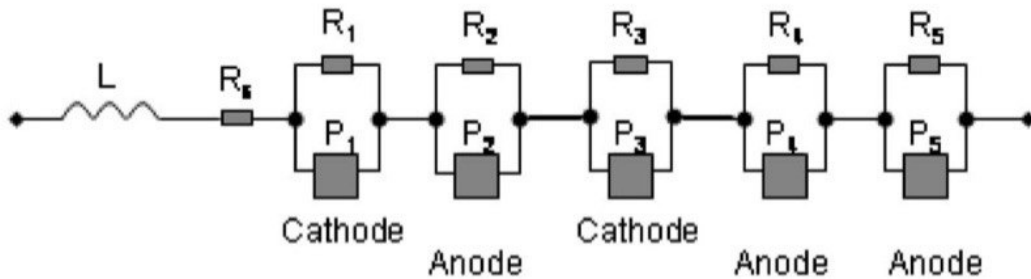 R1 R2 R3 R4 R5
L Rs
P1 P2 P3 P4 P5
Cathode Cathode
Anode Anode Anode